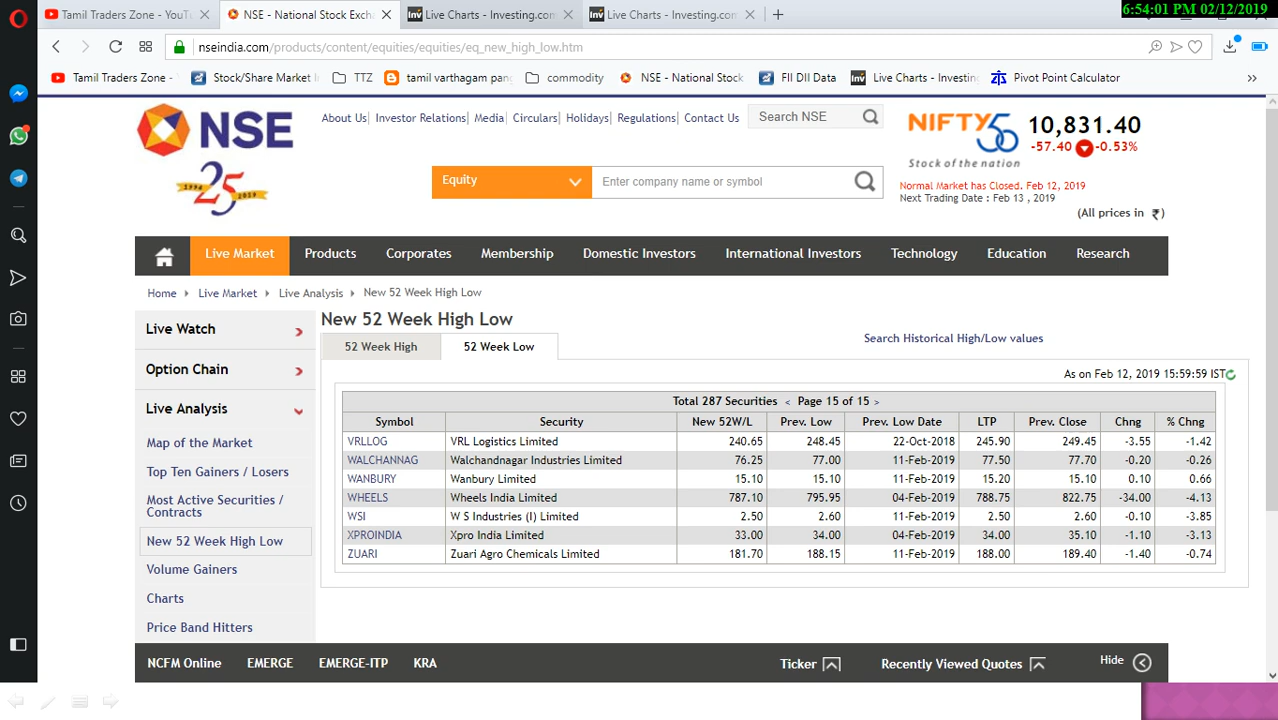 6:54:01 PM 02/12/2019
Tamil Traders Zone - YouT
NSE - National Stock Exch
Live Charts - Investing.com
Live Charts - Investing.com
nseindia.com/products/content/equities/equities/eq_new_high_low.htm
Tamil Traders Zone -
Stock/Share Market I
TTZ
tamil varthagam pan
commodity
NSE - National Stock
FII DII Data
Live Charts - Investin
Pivot Point Calculator
NSE
1994 25 2019
About Us| Investor Relations| Media| Circulars| Holidays| Regulations| Contact Us
Search NSE
Equity
Enter company name or symbol
NIFTY 50
Stock of the nation
10,831.40
-57.40 -0.53%
Normal Market has Closed. Feb 12, 2019
Next Trading Date : Feb 13 , 2019
(All prices in ₹)
Live Market Products Corporates Membership Domestic Investors International Investors Technology Education Research
Home Live Market Live Analysis New 52 Week High Low
Live Watch
Option Chain
Live Analysis
Map of the Market
Top Ten Gainers / Losers
Most Active Securities /
Contracts
New 52 Week High Low
Volume Gainers
Charts
Price Band Hitters
New 52 Week High Low
52 Week High 52 Week Low
Search Historical High/Low values
As on Feb 12, 2019 15:59:59 IST
Total 287 Securities < Page 15 of 15 >
Symbol Security New 52W/L Prev. Low Prev. Low Date LTP Prev. Close Chng % Chng
VRLLOG VRL Logistics Limited 240.65 248.45 22-Oct-2018 245.90 249.45 -3.55 -1.42
WALCHANNAG Walchandnagar Industries Limited 76.25 77.00 11-Feb-2019 77.50 77.70 -0.20 -0.26
WANBURY Wanbury Limited 15.10 15.10 11-Feb-2019 15.20 15.10 0.10 0.66
WHEELS Wheels India Limited 787.10 795.95 04-Feb-2019 788.75 822.75 -34.00 -4.13
WSI W S Industries (I) Limited 2.50 2.60 11-Feb-2019 2.50 2.60 -0.10 -3.85
XPROINDIA Xpro India Limited 33.00 34.00 04-Feb-2019 34.00 35.10 -1.10 -3.13
ZUARI Zuari Agro Chemicals Limited 181.70 188.15 11-Feb-2019 188.00 189.40 -1.40 -0.74
NCFM Online EMERGE EMERGE-ITP KRA
Ticker Recently Viewed Quotes Hide